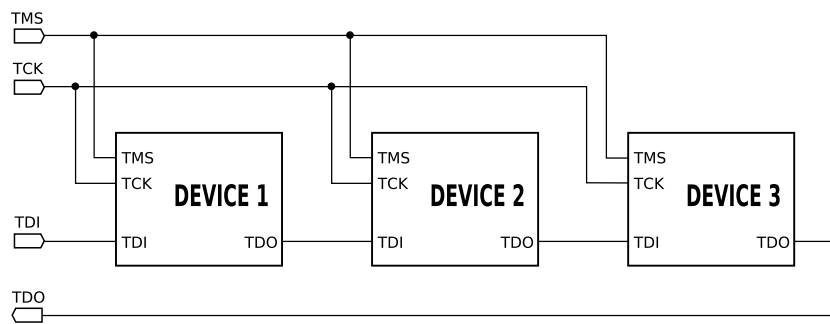 TMS
TCK
TMS
TCK
DEVICE 1
TDI
TDO
TMS
TCK
DEVICE 2
TDI
TDO
TMS
TCK
DEVICE 3
TDI
TDO
TDI
TDO